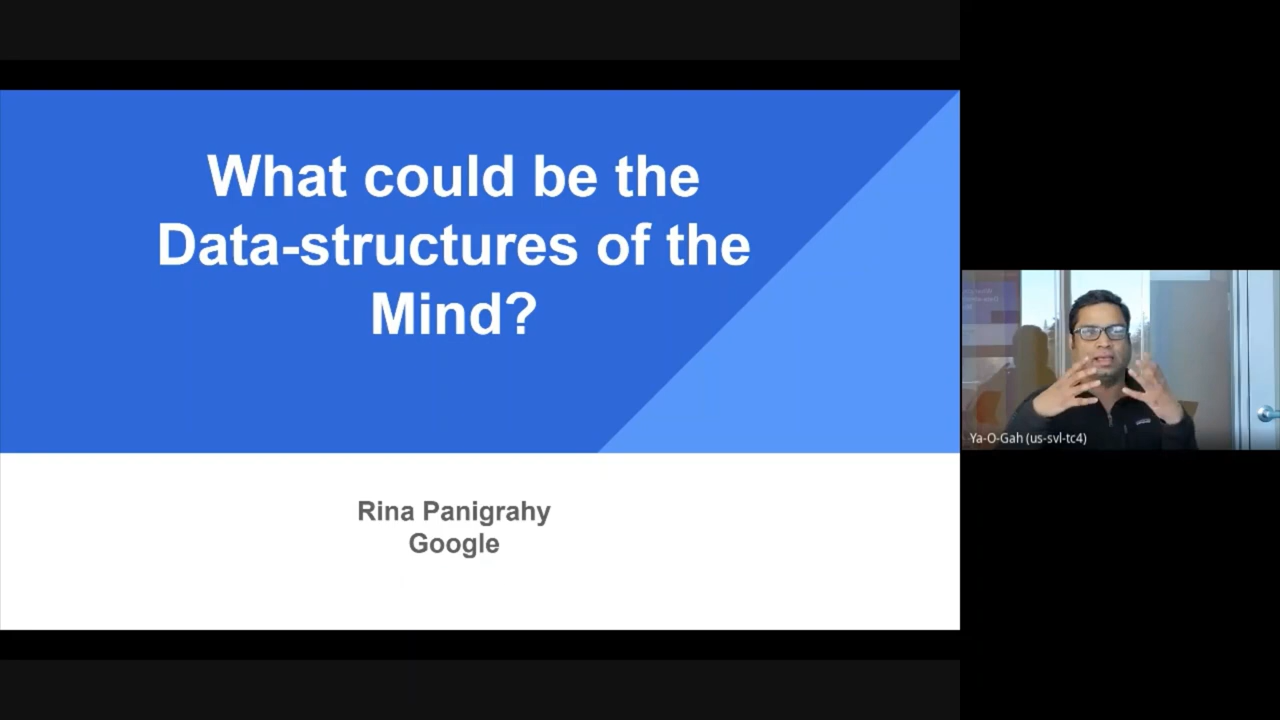 What could be the
Data-structures of the
Mind?
Rina Panigrahy
Google
Ya-O-Gah (us-svl-tc4)